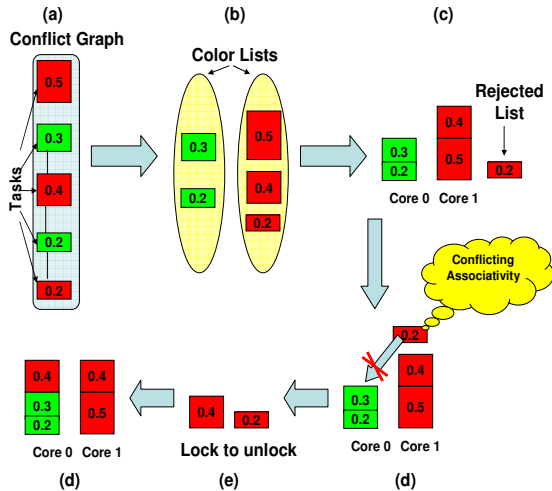 (a)
(b)
(c)
Conflict Graph
Tasks
0.5
0.3
0.4
0.2
0.2
Color Lists
0.3
0.2
0.5
0.4
0.2
Rejected
List
0.3
0.2
0.4
0.5
0.2
Core 0
Core 1
Conflicting
Associativity
0.2
0.3
0.2
0.4
0.5
Core 0
Core 1
(d)
0.4
0.2
Lock to unlock
(e)
0.4
0.3
0.2
0.4
0.5
Core 0
Core 1
(d)